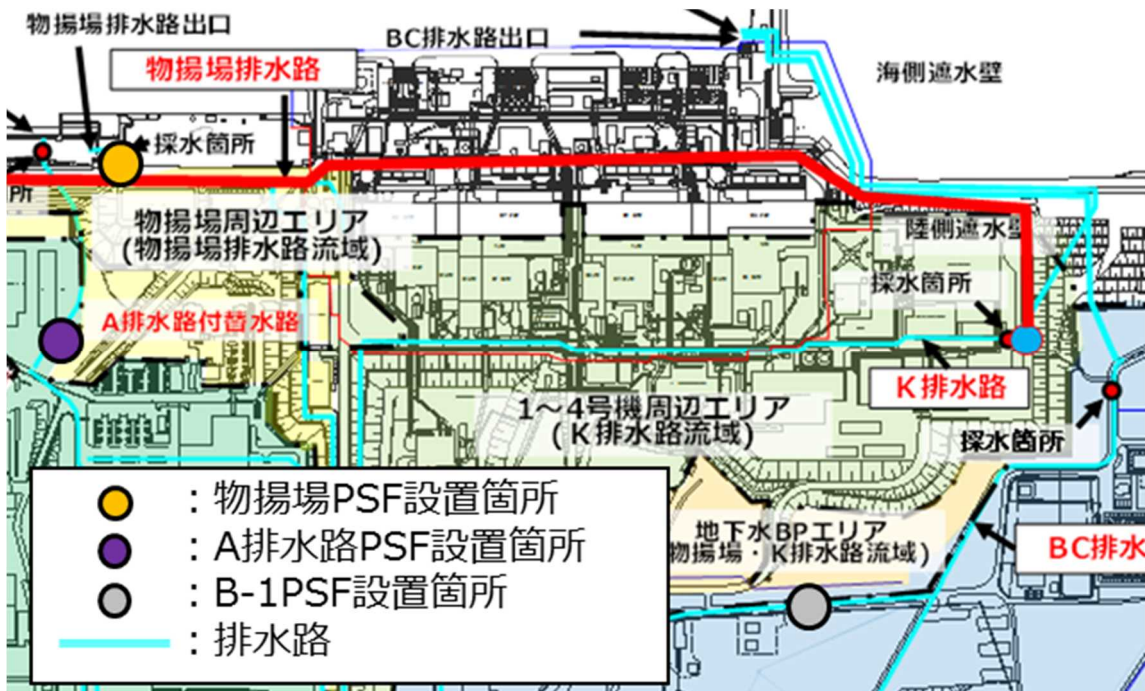 物揚場排水路出口
BC排水路出口
物揚場排水路
海側遮水壁
採水箇所
所
物揚場周辺エリア
(物揚場排水路流域)
陸側遮水壁
採水箇所
A排水路付替水路
K排水路
1～4号機周辺エリア
(K排水路流域)
採水箇所
地下水BPエリア
物揚場・K排水路流域)
BC排水
:物揚場PSF設置箇所
:A排水路PSF設置箇所
:B-1PSF設置箇所
:排水路